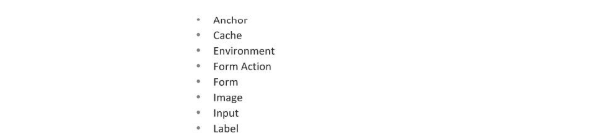 • Anchor
• Cache
• Environment
• Form Action
• Form
• Image
• Input
• Label